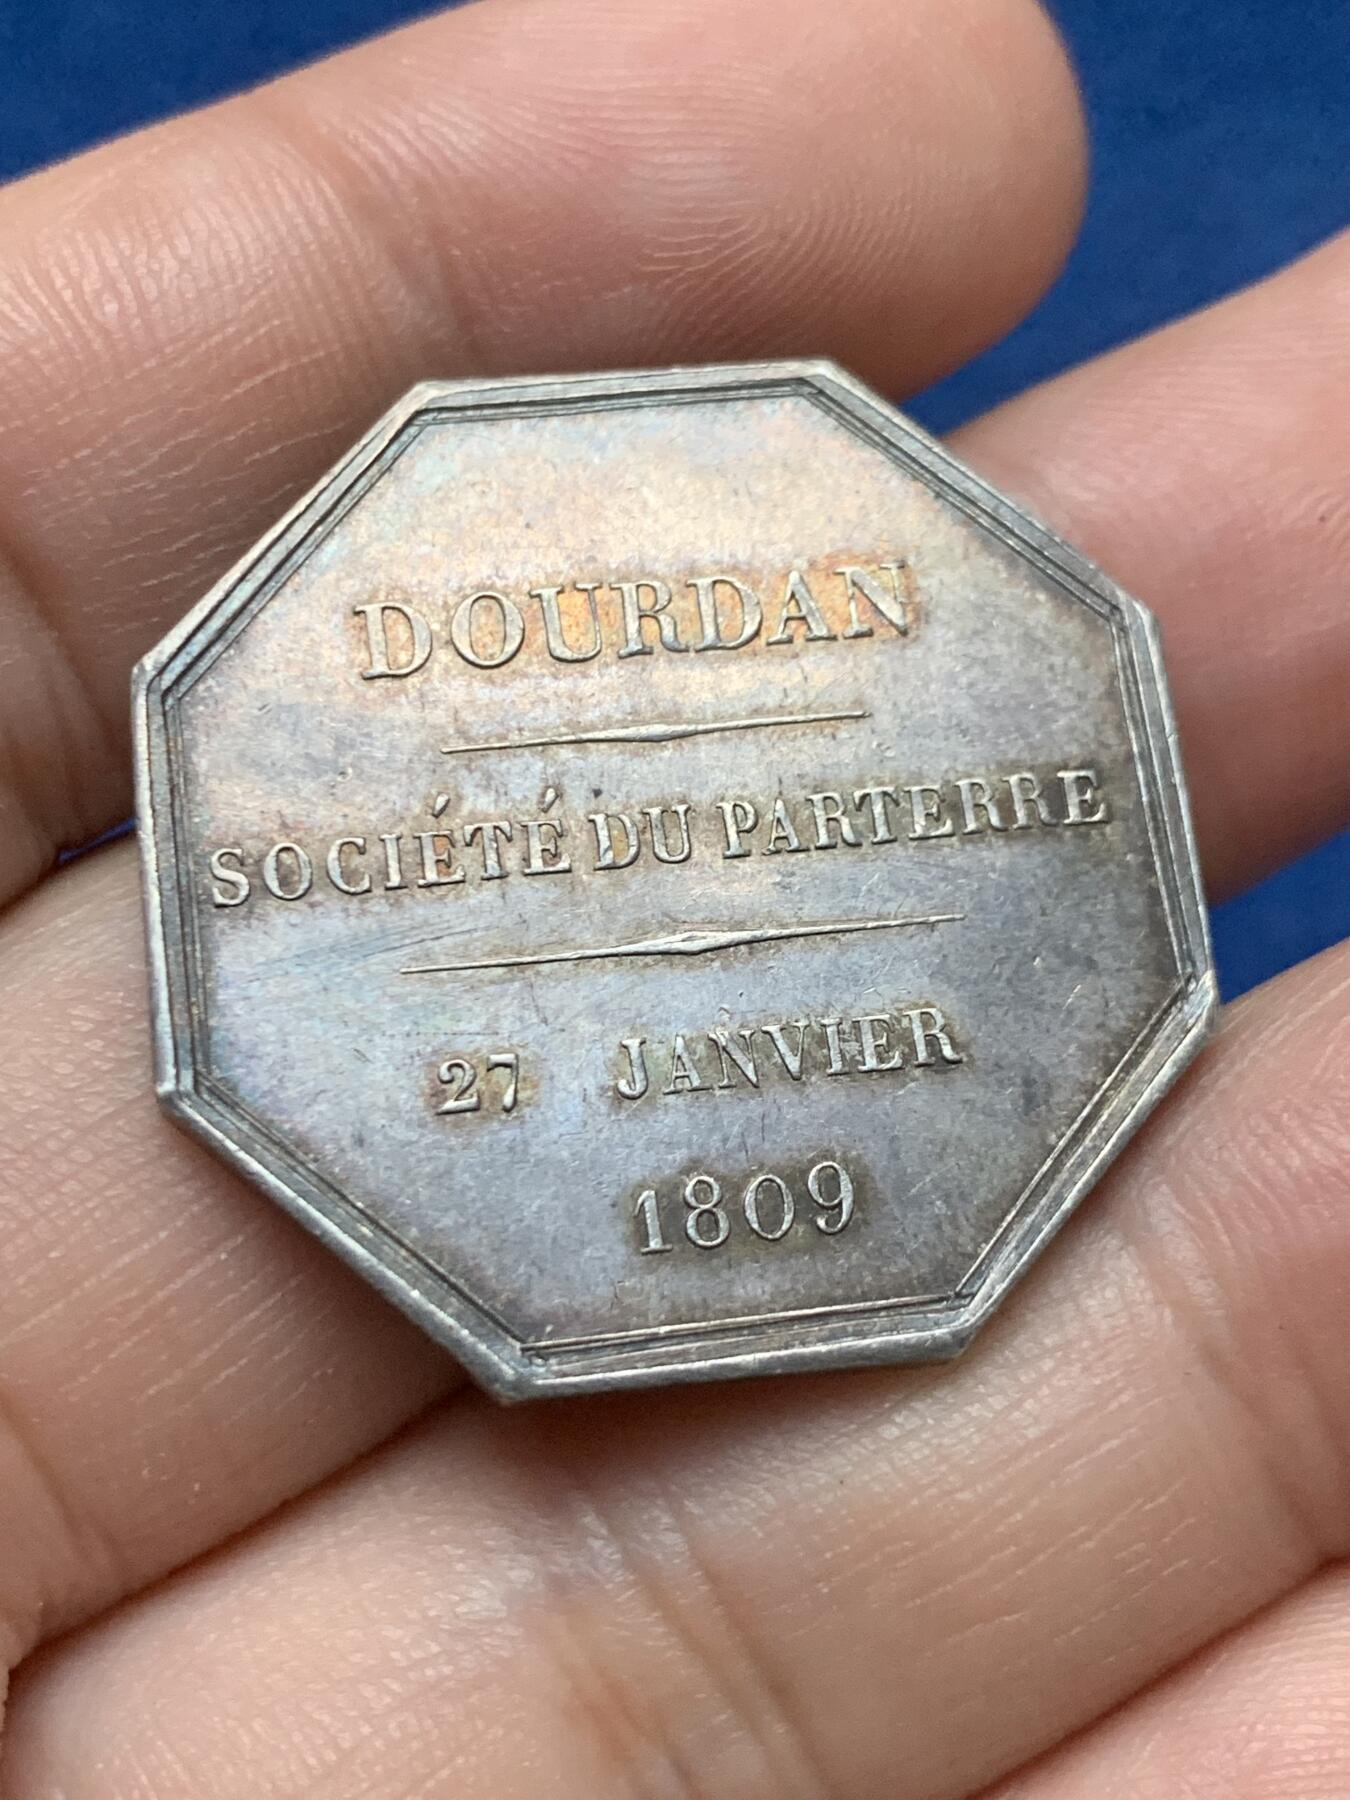 DOURDAN
SOCIÉTÉ DU PARTERRE
27 JANVIER
1809